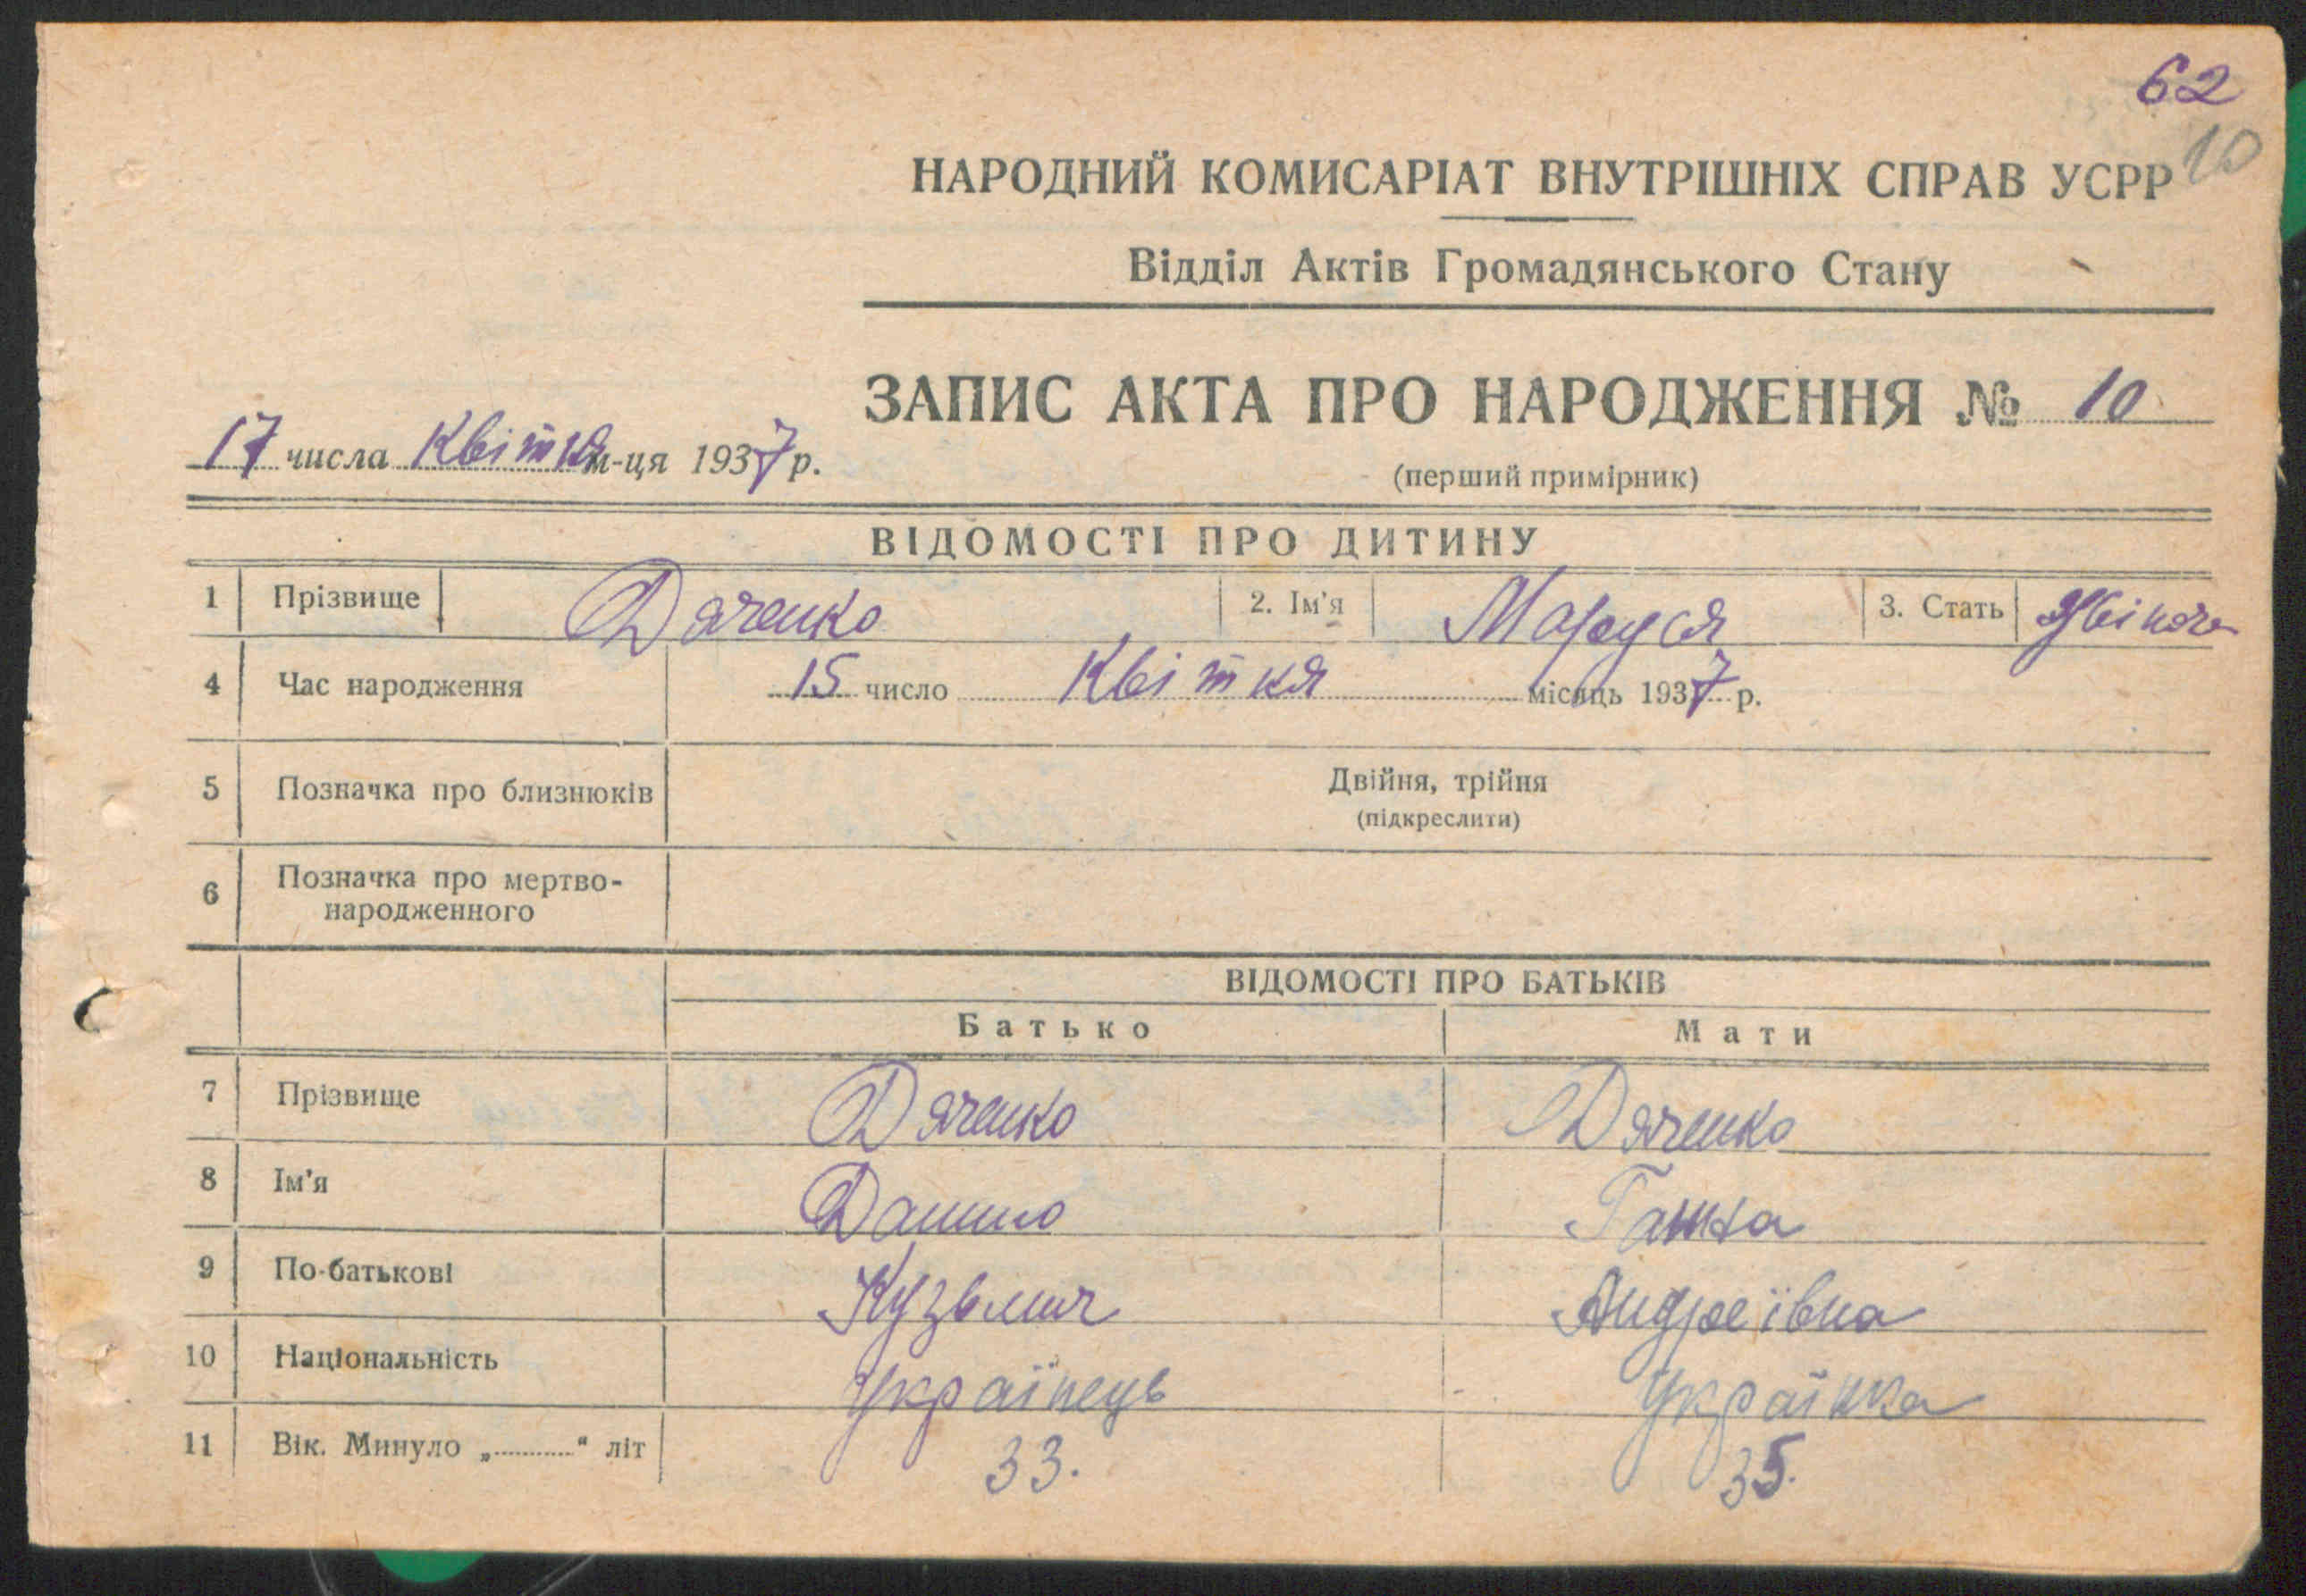 62
10
НАРОДНИЙ КОМИСАРІАТ ВНУТРІШНІХ СПРАВ УСРР
Відділ Актів Громадянського Стану
ЗАПИС АКТА ПРО НАРОДЖЕННЯ № 10
17 числа Квітня м-ця 1937 р.
(перший примірник)
ВІДОМОСТІ ПРО ДИТИНУ
1 Прізвище Дяченко 2. Ім'я Маруся 3. Стать Жіноча
4 Час народження 15 число Квітня місяць 1937 р.
5 Позначка про близнюків Двійня, трійня
(підкреслити)
6 Позначка про мертво-
народженного
ВІДОМОСТІ ПРО БАТЬКІВ
Батько Мати
7 Прізвище Дяченко Дяченко
8 Ім'я Данило Ганна
9 По-батькові Кузьмич Андреївна
10 Національність Українець Українка
11 Вік. Минуло „............“ літ 33. 35.